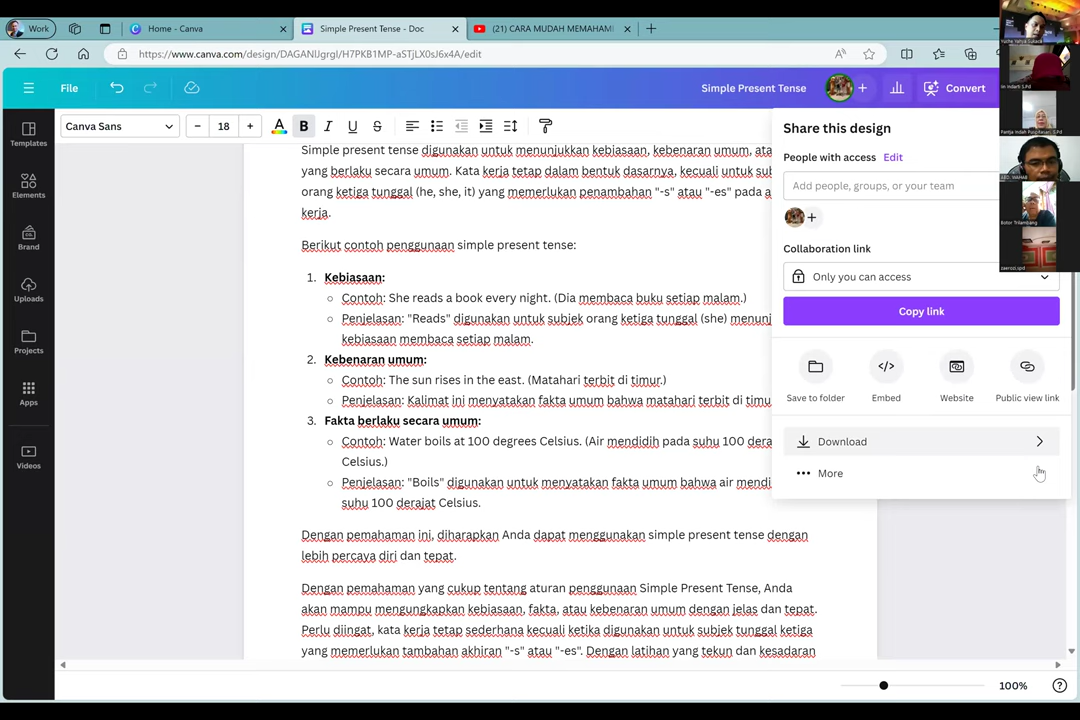 Work
Home - Canva
Simple Present Tense - Doc
(21) CARA MUDAH MEMAHAMI
https://www.canva.com/design/DAGANIJgrgI/H7PKB1MP-aSTjLX0sJ6x4A/edit
File
Simple Present Tense
Convert
Templates
Elements
Brand
Uploads
Projects
Apps
Videos
Canva Sans
18
Simple present tense digunakan untuk menunjukkan kebiasaan, kebenaran umum, ata
yang berlaku secara umum. Kata kerja tetap dalam bentuk dasarnya, kecuali untuk sub
orang ketiga tunggal (he, she, it) yang memerlukan penambahan "-s" atau "-es" pada
kerja.
Berikut contoh penggunaan simple present tense:
1. Kebiasaan:
Contoh: She reads a book every night. (Dia membaca buku setiap malam.)
Penjelasan: "Reads" digunakan untuk subjek orang ketiga tunggal (she) menunj
kebiasaan membaca setiap malam.
2. Kebenaran umum:
Contoh: The sun rises in the east. (Matahari terbit di timur.)
Penjelasan: Kalimat ini menyatakan fakta umum bahwa matahari terbit di timu
3. Fakta berlaku secara umum:
Contoh: Water boils at 100 degrees Celsius. (Air mendidih pada suhu 100 dera
Celsius.)
Penjelasan: "Boils" digunakan untuk menyatakan fakta umum bahwa air mendi
suhu 100 derajat Celsius.
Dengan pemahaman ini, diharapkan Anda dapat menggunakan simple present tense dengan
lebih percaya diri dan tepat.
Dengan pemahaman yang cukup tentang aturan penggunaan Simple Present Tense, Anda
akan mampu mengungkapkan kebiasaan, fakta, atau kebenaran umum dengan jelas dan tepat.
Perlu diingat, kata kerja tetap sederhana kecuali ketika digunakan untuk subjek tunggal ketiga
yang memerlukan tambahan akhiran "-s" atau "-es". Dengan latihan yang tekun dan kesadaran
Share this design
People with access Edit
Add people, groups, or your team
Collaboration link
Only you can access
Copy link
Save to folder
Embed
Website
Public view link
Download
More
100%